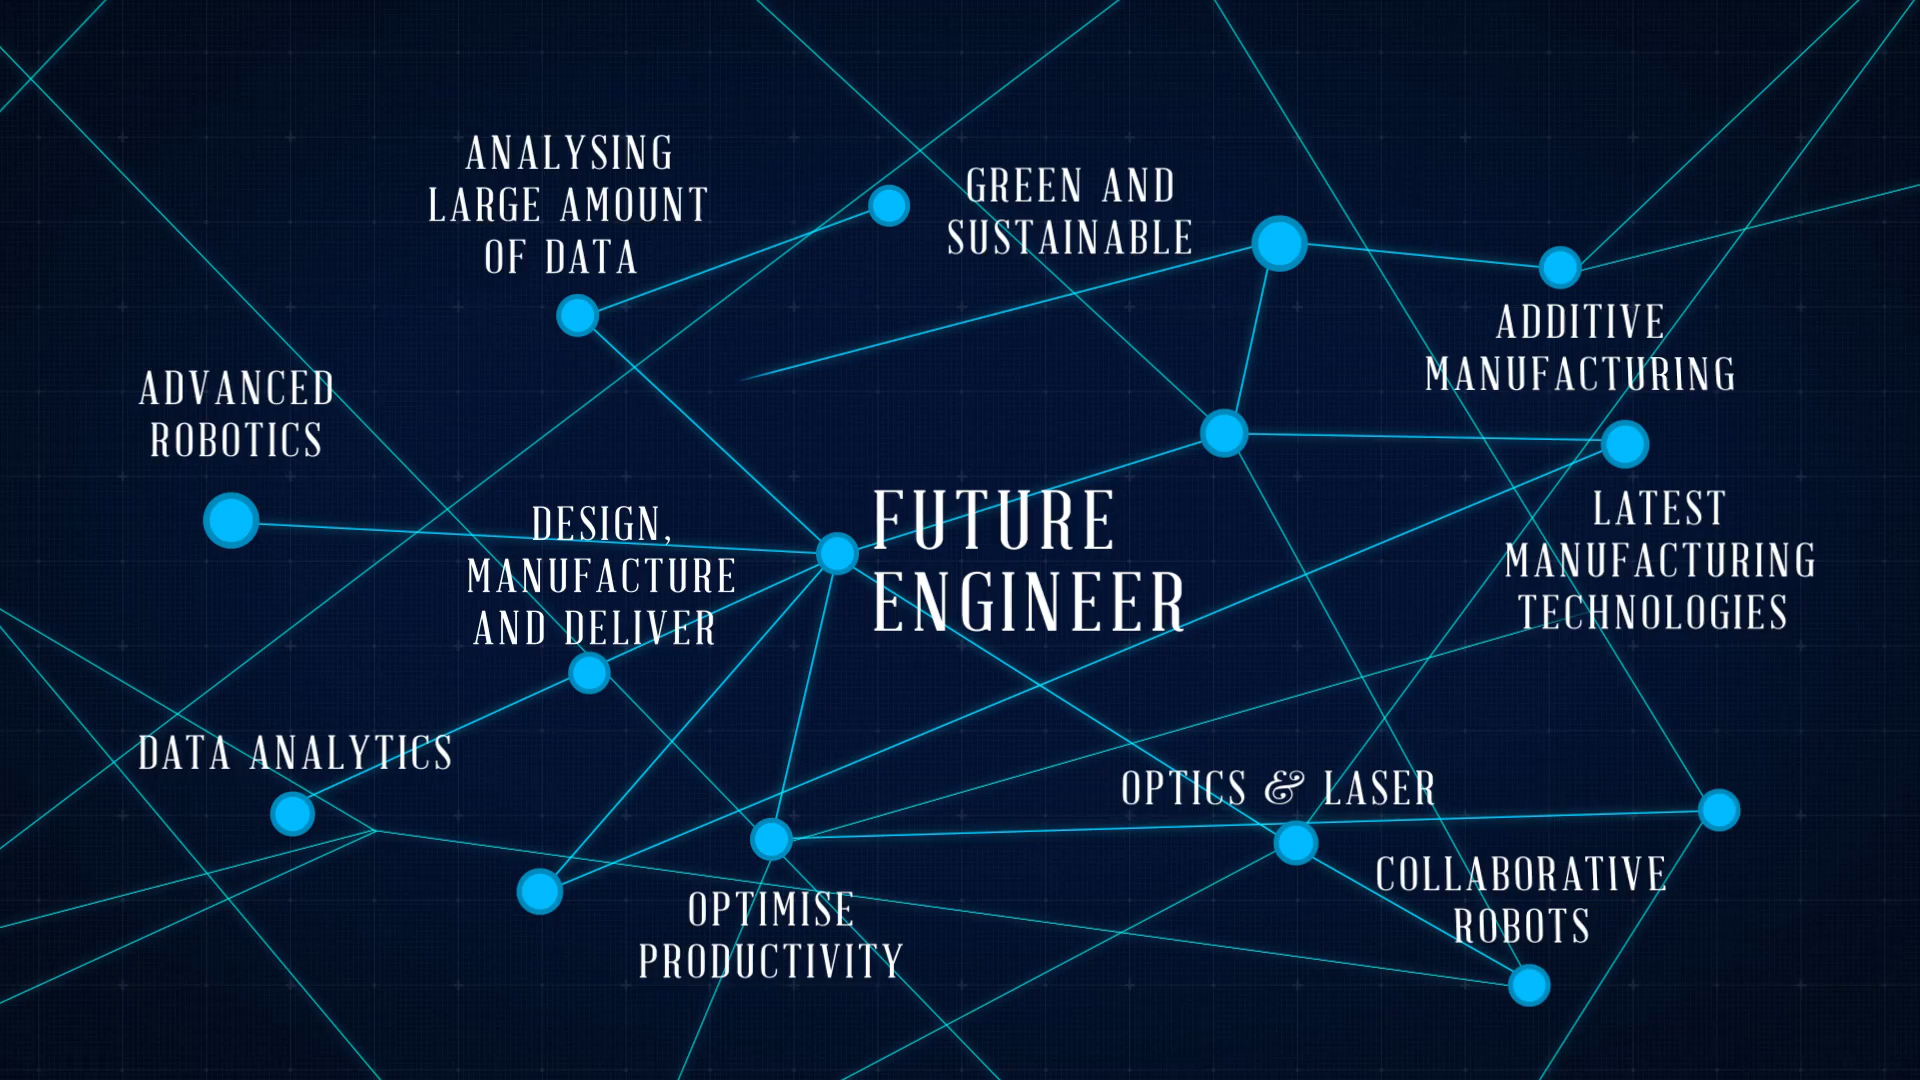 ANALYSING
LARGE AMOUNT
OF DATA
GREEN AND
SUSTAINABLE
ADDITIVE
MANUFACTURING
ADVANCED
ROBOTICS
DESIGN,
MANUFACTURE
AND DELIVER
FUTURE
ENGINEER
LATEST
MANUFACTURING
TECHNOLOGIES
DATA ANALYTICS
OPTICS & LASER
OPTIMISE
PRODUCTIVITY
COLLABORATIVE
ROBOTS